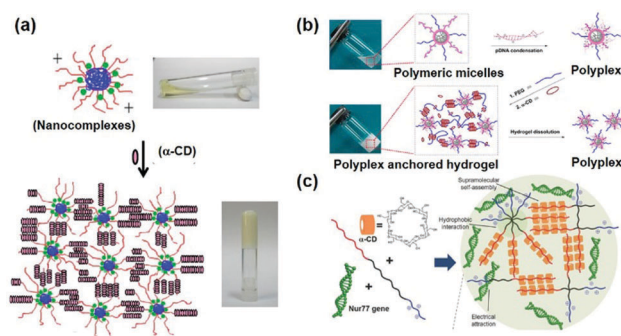 (a)
+
+
(Nanocomplexes)
(α-CD)
(b)
Polymeric micelles
pDNA condensation
Polyplex
1. PEG =
2. α-CD =
Hydrogel dissolution
Polyplex anchored hydrogel
Polyplex
(c)
α-CD
=
+
+
Nur77 gene
Supramolecular
self-assembly
Hydrophobic
interaction
Electrical
attraction